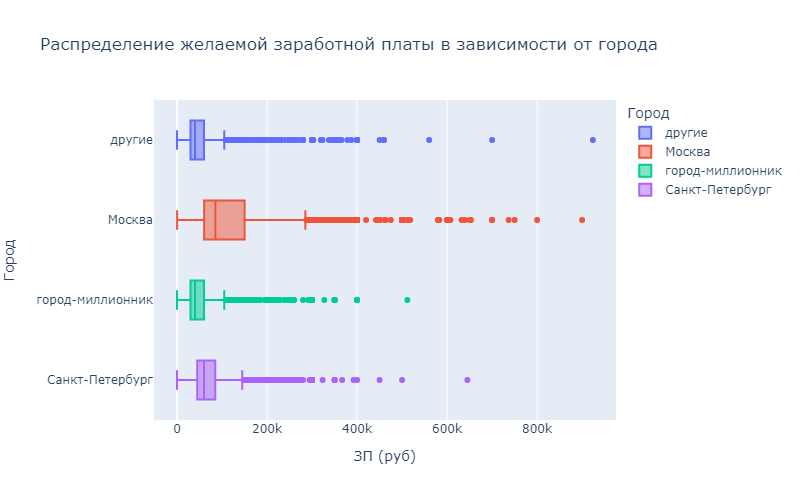 Распределение желаемой заработной платы в зависимости от города
Город
другие
Москва
город-миллионник
Санкт-Петербург
другие
Москва
город-миллионник
Санкт-Петербург
Город
0
200k
400k
600k
800k
ЗП (руб)